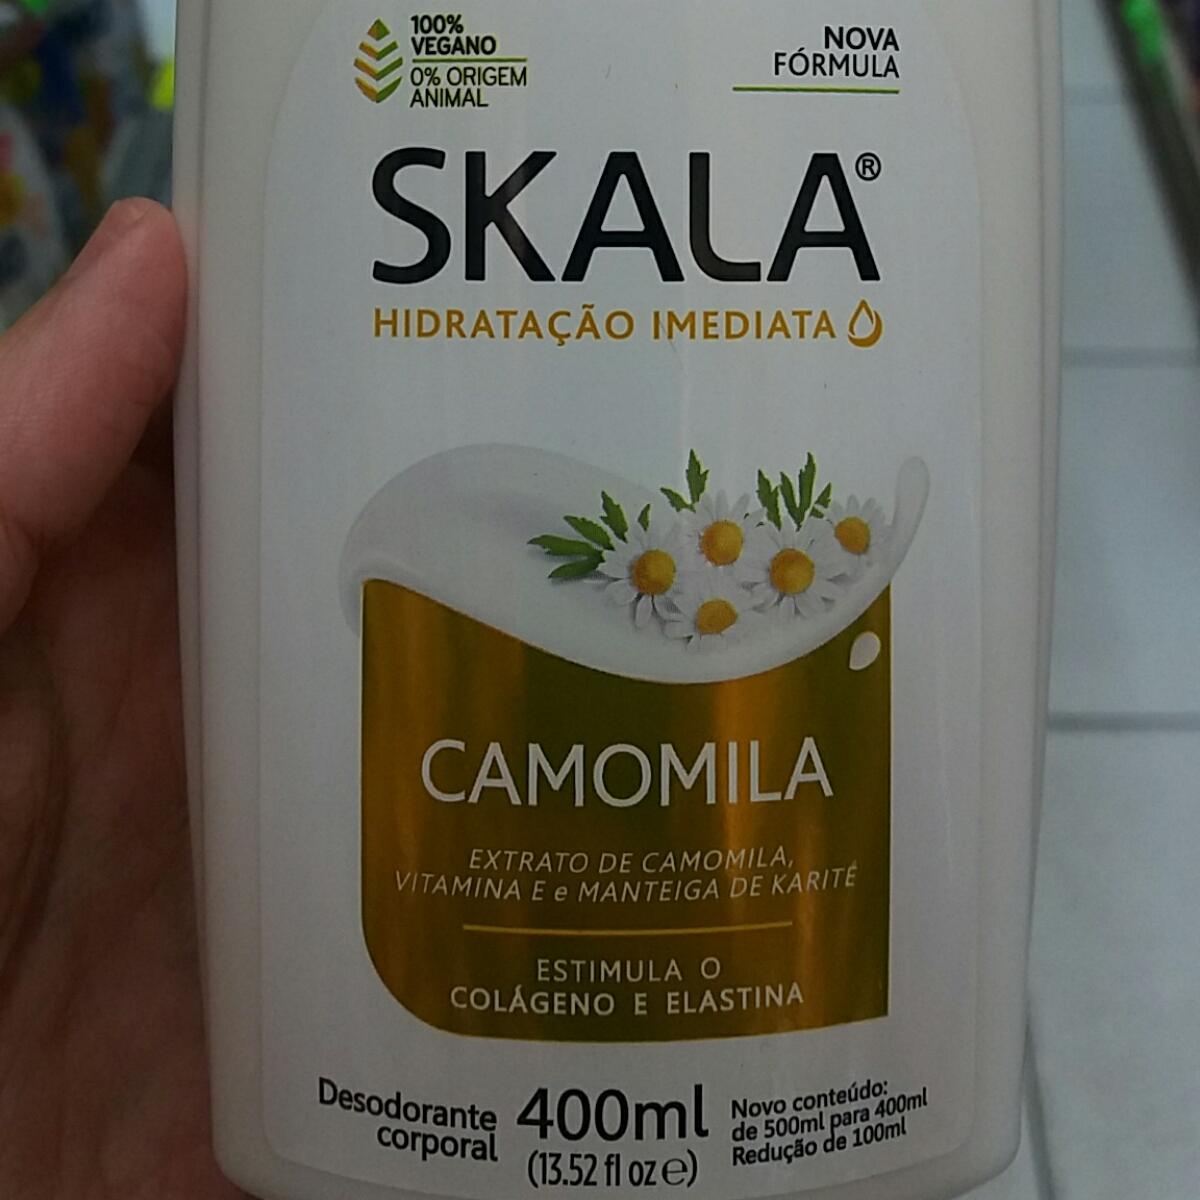 100%
VEGANO
0% ORIGEM
ANIMAL
NOVA
FÓRMULA
SKALA®
HIDRATAÇÃO IMEDIATA
CAMOMILA
EXTRATO DE CAMOMILA,
VITAMINA E e MANTEIGA DE KARITÉ
ESTIMULA O
COLÁGENO E ELASTINA
Desodorante
corporal
400ml
(13.52 fl oz ℮)
Novo conteúdo:
de 500ml para 400ml
Redução de 100ml